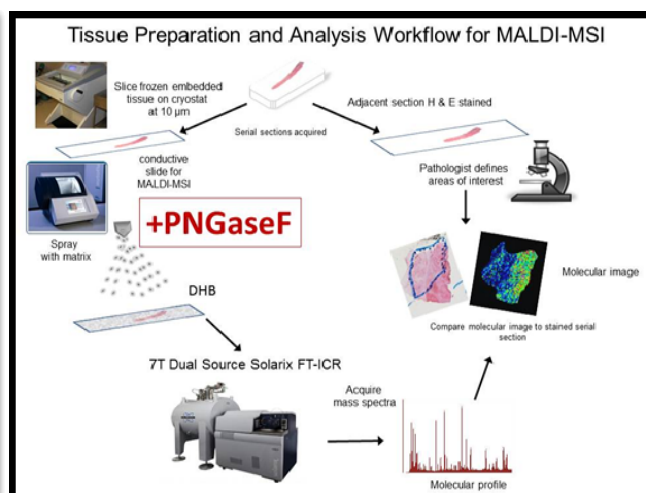 Tissue Preparation and Analysis Workflow for MALDI-MSI
Slice frozen embedded
tissue on cryostat
at 10 µm
Serial sections acquired
Adjacent section H & E stained
conductive
slide for
MALDI-MSI
Pathologist defines
areas of interest
+PNGaseF
Spray
with matrix
DHB
Molecular image
Compare molecular image to stained serial
section
7T Dual Source Solarix FT-ICR
Acquire
mass spectra
Molecular profile